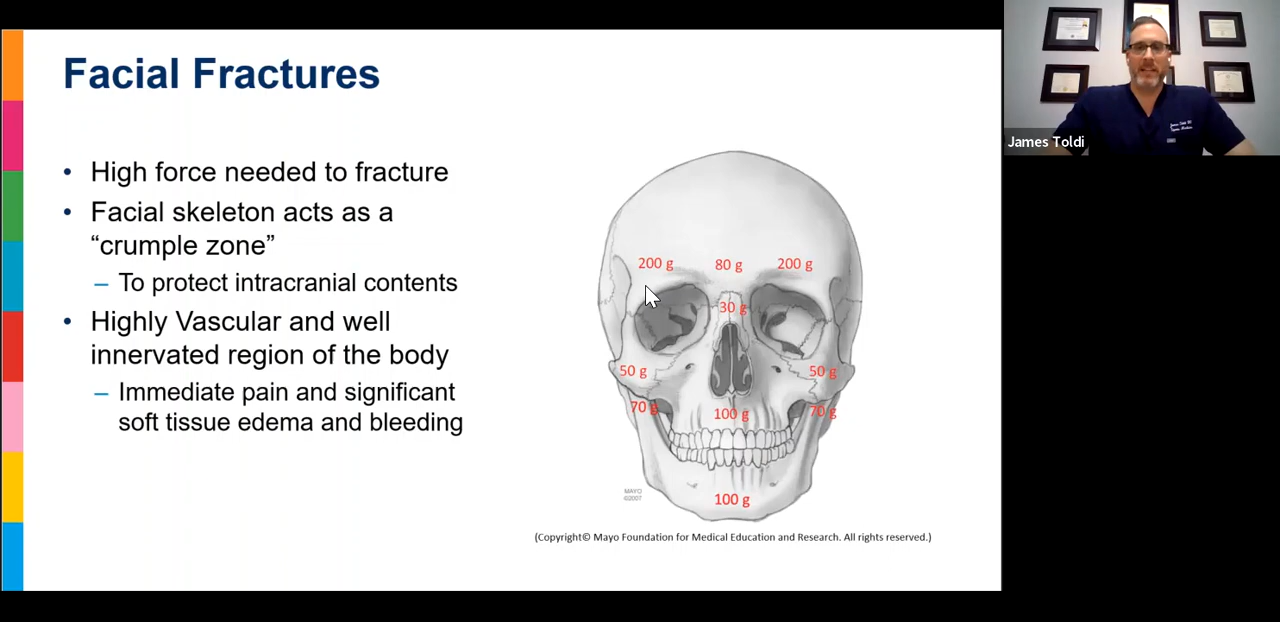 Facial Fractures
• High force needed to fracture
• Facial skeleton acts as a
“crumple zone”
– To protect intracranial contents
• Highly Vascular and well
innervated region of the body
– Immediate pain and significant
soft tissue edema and bleeding
200 g 80 g 200 g
30 g
50 g 50 g
70 g 100 g 70 g
100 g
MAYO
©2007
(Copyright© Mayo Foundation for Medical Education and Research. All rights reserved.)
James Toldi